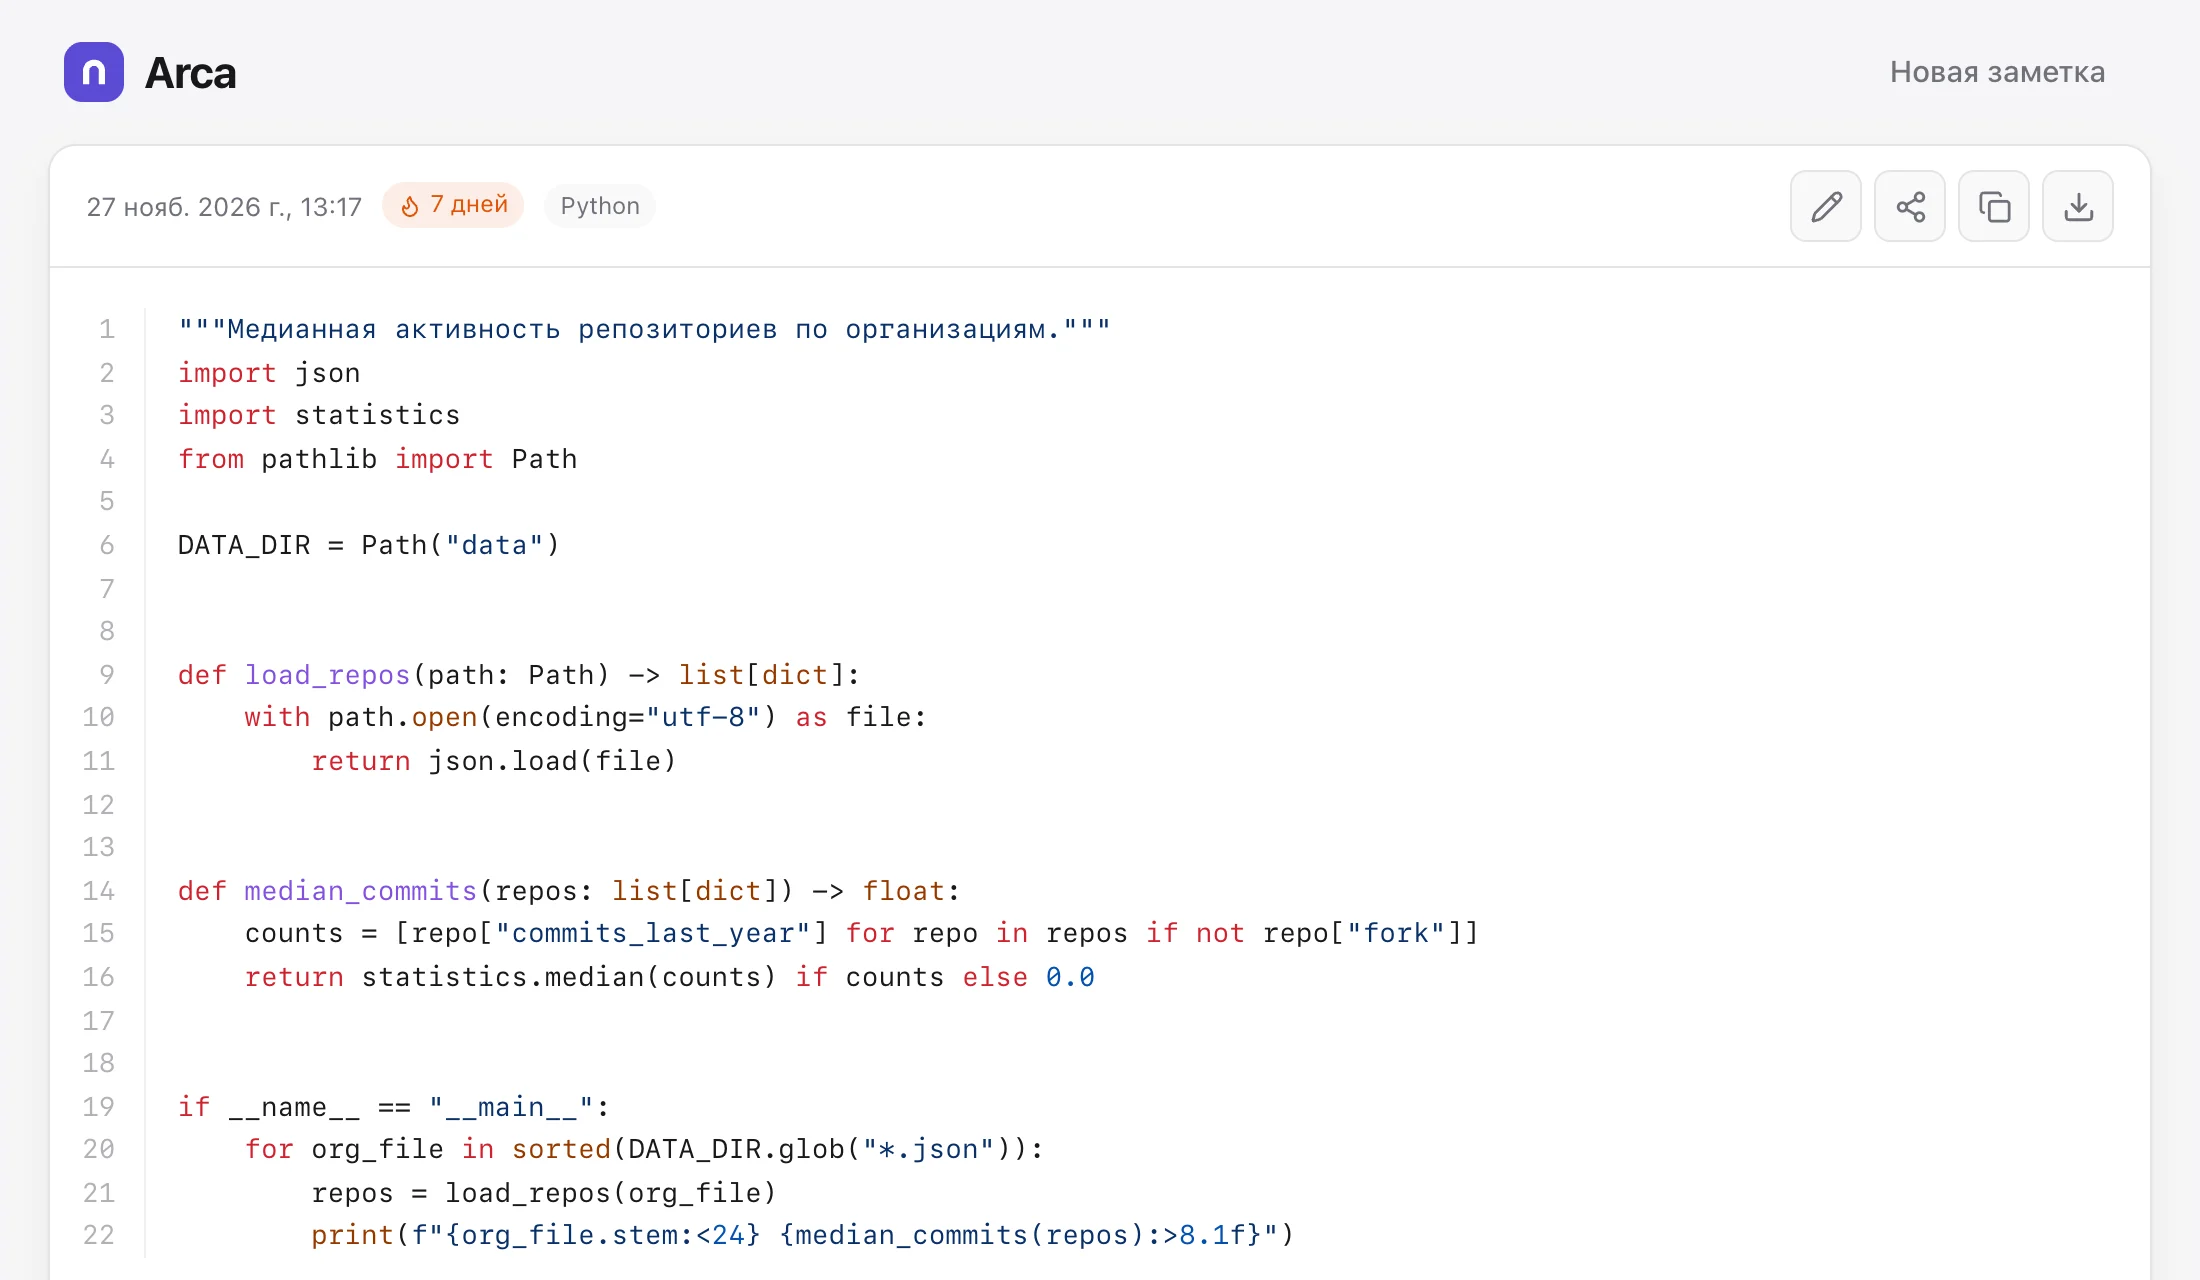 Arca
Новая заметка
27 нояб. 2026 г., 13:17
7 дней
Python
1 """Медианная активность репозиториев по организациям."""
2 import json
3 import statistics
4 from pathlib import Path
5
6 DATA_DIR = Path("data")
7
8
9 def load_repos(path: Path) -> list[dict]:
10     with path.open(encoding="utf-8") as file:
11         return json.load(file)
12
13
14 def median_commits(repos: list[dict]) -> float:
15     counts = [repo["commits_last_year"] for repo in repos if not repo["fork"]]
16     return statistics.median(counts) if counts else 0.0
17
18
19 if __name__ == "__main__":
20     for org_file in sorted(DATA_DIR.glob("*.json")):
21         repos = load_repos(org_file)
22         print(f"{org_file.stem:<24} {median_commits(repos):>8.1f}")